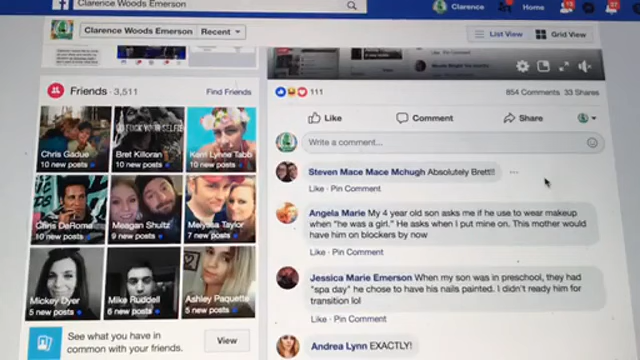 Clarence Woods Emerson
Clarence
Home
Clarence Woods Emerson
Recent
List View
Grid View
Friends · 3,511
Find Friends
Chris Gadue
10 new posts
Bret Killoran
10 new posts
Kerri Lynne Tabb
10 new posts
Chris DeRoma
10 new posts
Meagan Shultz
9 new posts
Melyssa Taylor
7 new posts
Mickey Dyer
5 new posts
Mike Ruddell
6 new posts
Ashley Paquette
5 new posts
See what you have in
common with your friends.
View
111
854 Comments 33 Shares
Like
Comment
Share
Write a comment...
Steven Mace Mace Mchugh Absolutely Brett!!
Like · Pin Comment
Angela Marie My 4 year old son asks me if he use to wear makeup
when "he was a girl." He asks when I put mine on. This mother would
have him on blockers by now
Like · Pin Comment
Jessica Marie Emerson When my son was in preschool, they had
"spa day" he chose to have his nails painted. I didn't ready him for
transition lol
Like · Pin Comment
Andrea Lynn EXACTLY!